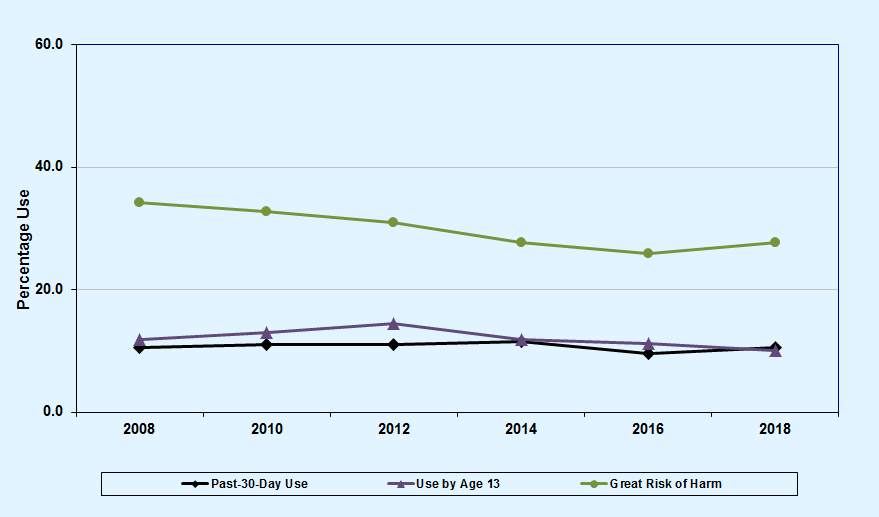 60.0
40.0
20.0
0.0
Percentage Use
2008 2010 2012 2014 2016 2018
Past-30-Day Use Use by Age 13 Great Risk of Harm